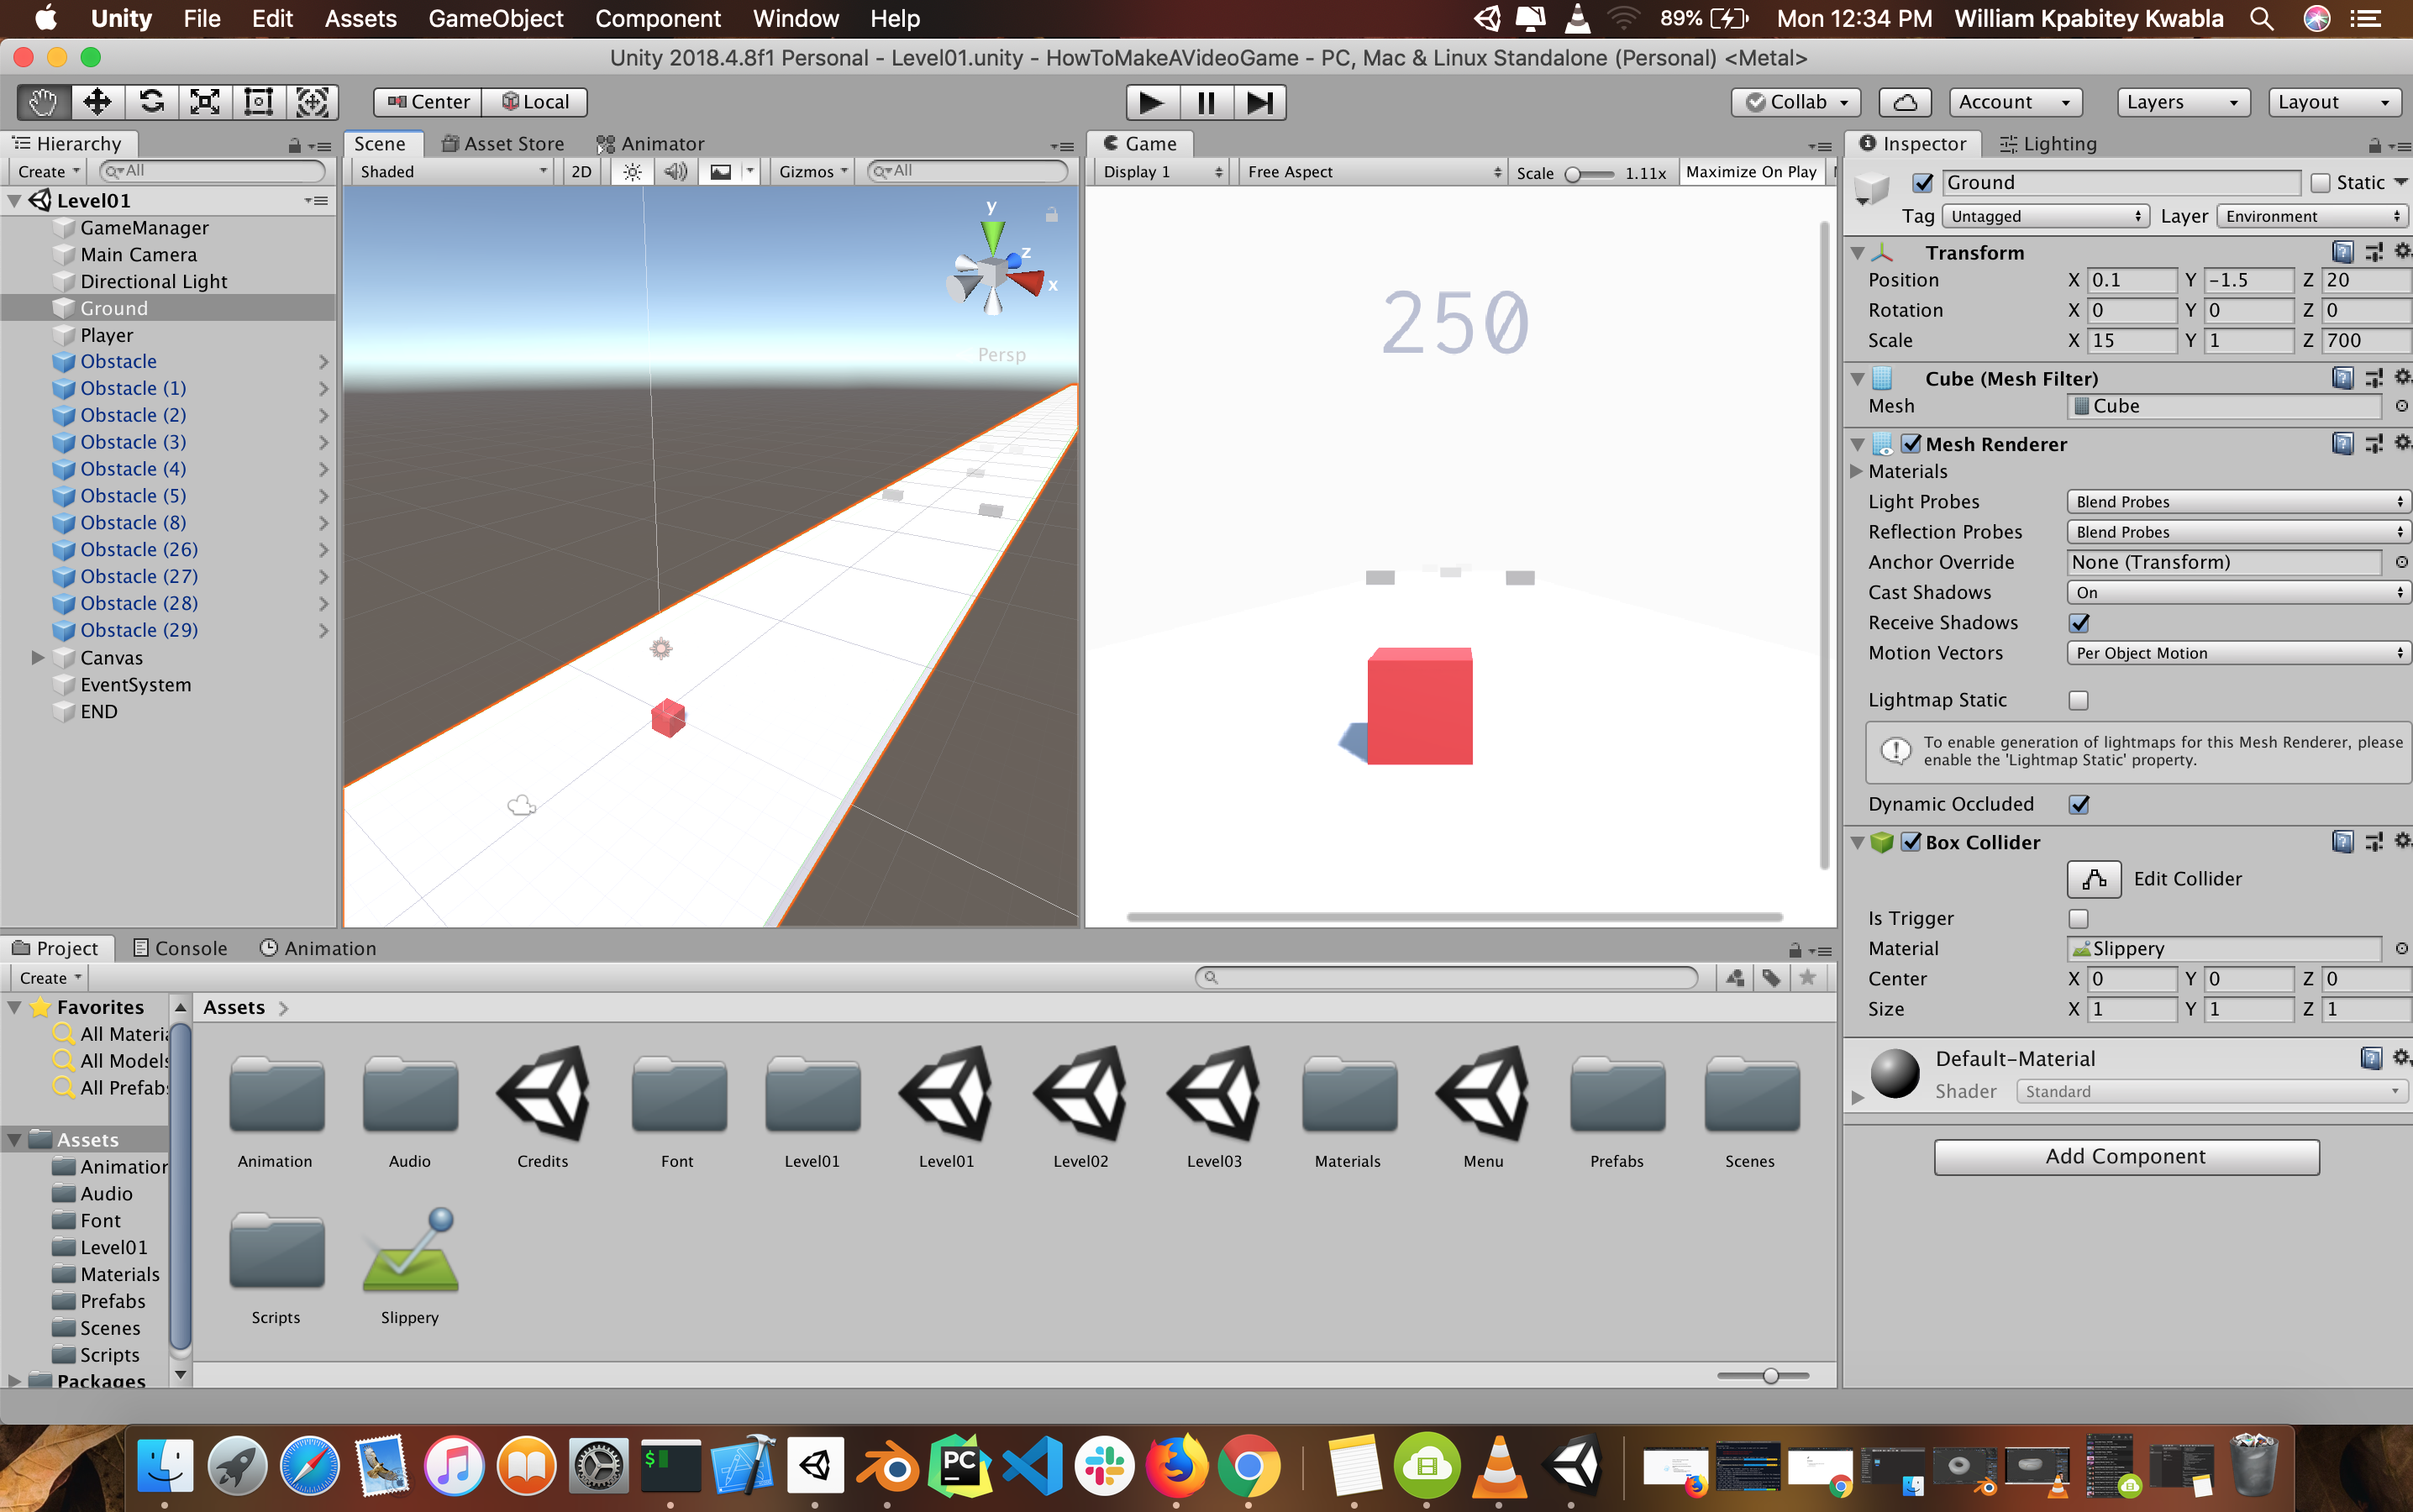 Unity File Edit Assets GameObject Component Window Help 89% Mon 12:34 PM William Kpabitey Kwabla
Unity 2018.4.8f1 Personal - Level01.unity - HowToMakeAVideoGame - PC, Mac & Linux Standalone (Personal) <Metal>
Center Local Collab Account Layers Layout
Hierarchy
Create All
Level01
GameManager
Main Camera
Directional Light
Ground
Player
Obstacle
Obstacle (1)
Obstacle (2)
Obstacle (3)
Obstacle (4)
Obstacle (5)
Obstacle (8)
Obstacle (26)
Obstacle (27)
Obstacle (28)
Obstacle (29)
Canvas
EventSystem
END
Scene Asset Store Animator
Shaded 2D Gizmos All
y
z
x
Persp
Game
Display 1 Free Aspect Scale 1.11x Maximize On Play
250
Inspector Lighting
Ground Static
Tag Untagged Layer Environment
Transform
Position X 0.1 Y -1.5 Z 20
Rotation X 0 Y 0 Z 0
Scale X 15 Y 1 Z 700
Cube (Mesh Filter)
Mesh Cube
Mesh Renderer
Materials
Light Probes Blend Probes
Reflection Probes Blend Probes
Anchor Override None (Transform)
Cast Shadows On
Receive Shadows
Motion Vectors Per Object Motion
Lightmap Static
To enable generation of lightmaps for this Mesh Renderer, please
enable the 'Lightmap Static' property.
Dynamic Occluded
Box Collider
Edit Collider
Is Trigger
Material Slippery
Center X 0 Y 0 Z 0
Size X 1 Y 1 Z 1
Default-Material
Shader Standard
Add Component
Project Console Animation
Create
Favorites
All Materia
All Models
All Prefabs
Assets
Animation
Audio
Font
Level01
Materials
Prefabs
Scenes
Scripts
Packages
Assets
Animation Audio Credits Font Level01 Level01 Level02 Level03 Materials Menu Prefabs Scenes
Scripts Slippery
$
PC